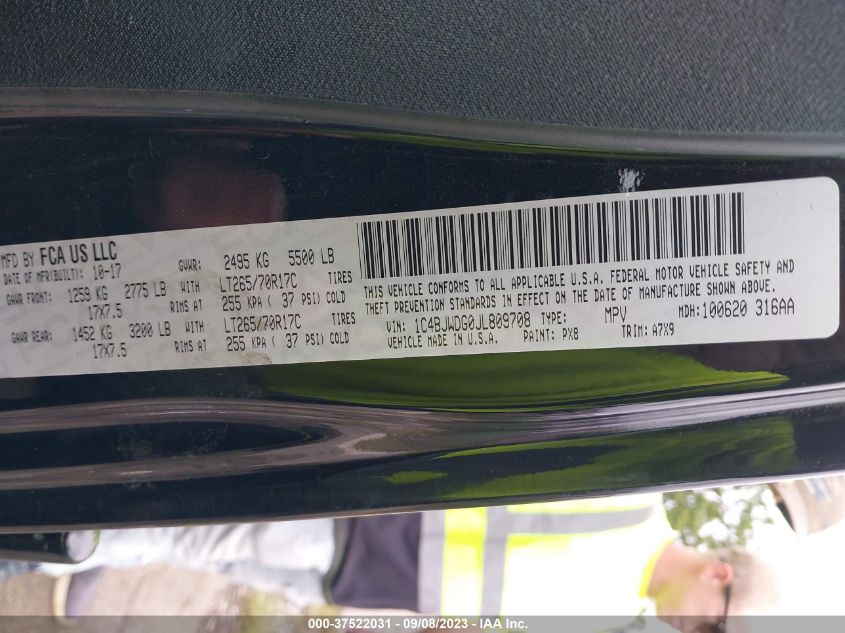 MFD BY FCA US LLC
DATE OF MFR(BUILT): 10-17 GVWR: 2495 KG 5500 LB
GAWR FRONT: 1259 KG 2775 LB WITH LT265/70R17C TIRES
17X7.5 RIMS AT 255 KPA ( 37 PSI) COLD
GAWR REAR: 1452 KG 3200 LB WITH LT265/70R17C TIRES
17X7.5 RIMS AT 255 KPA ( 37 PSI) COLD
THIS VEHICLE CONFORMS TO ALL APPLICABLE U.S.A. FEDERAL MOTOR VEHICLE SAFETY AND
THEFT PREVENTION STANDARDS IN EFFECT ON THE DATE OF MANUFACTURE SHOWN ABOVE.
VIN: 1C4BJWDG0JL809708 TYPE: MPV MDH: 100620 316AA
VEHICLE MADE IN U.S.A. PAINT: PX8 TRIM: A7X9
000-37522031 - 09/08/2023 - IAA Inc.